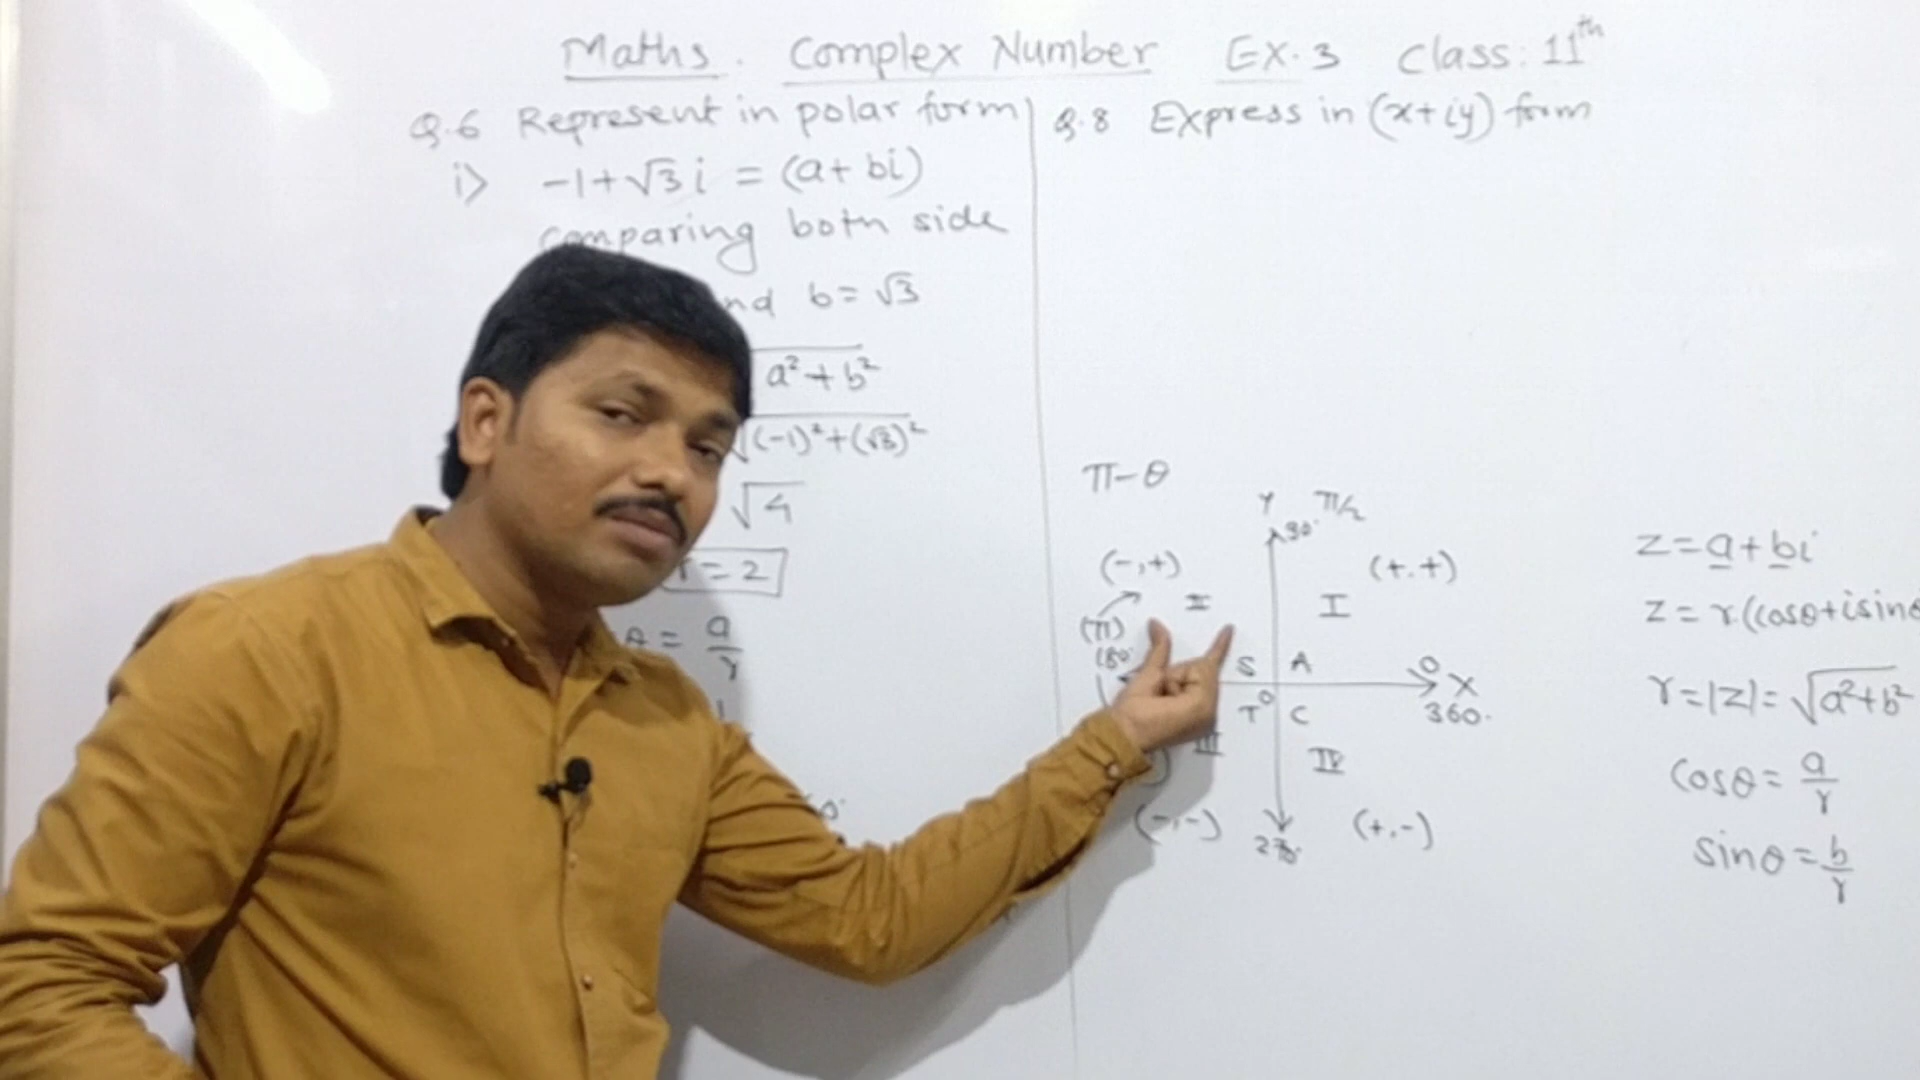 Maths. Complex Number Ex. 3 Class: 11th
Q.6 Represent in polar form
i) -1+√3 i = (a+bi)
comparing both side
b = √3
a²+b²
√(-1)²+(√3)²
√4
r = 2
= a/r
Q.8 Express in (x+iy) form
π-θ
Y π/2
90°
(-,+) (+.+)
II I
(π)
180°
S A
0 X
T O C
360.
III IV
(-,-) (+,-)
270°
z = a+bi
z = r(cosθ+isinθ
r = |z| = √a²+b²
cosθ = a/r
sinθ = b/r